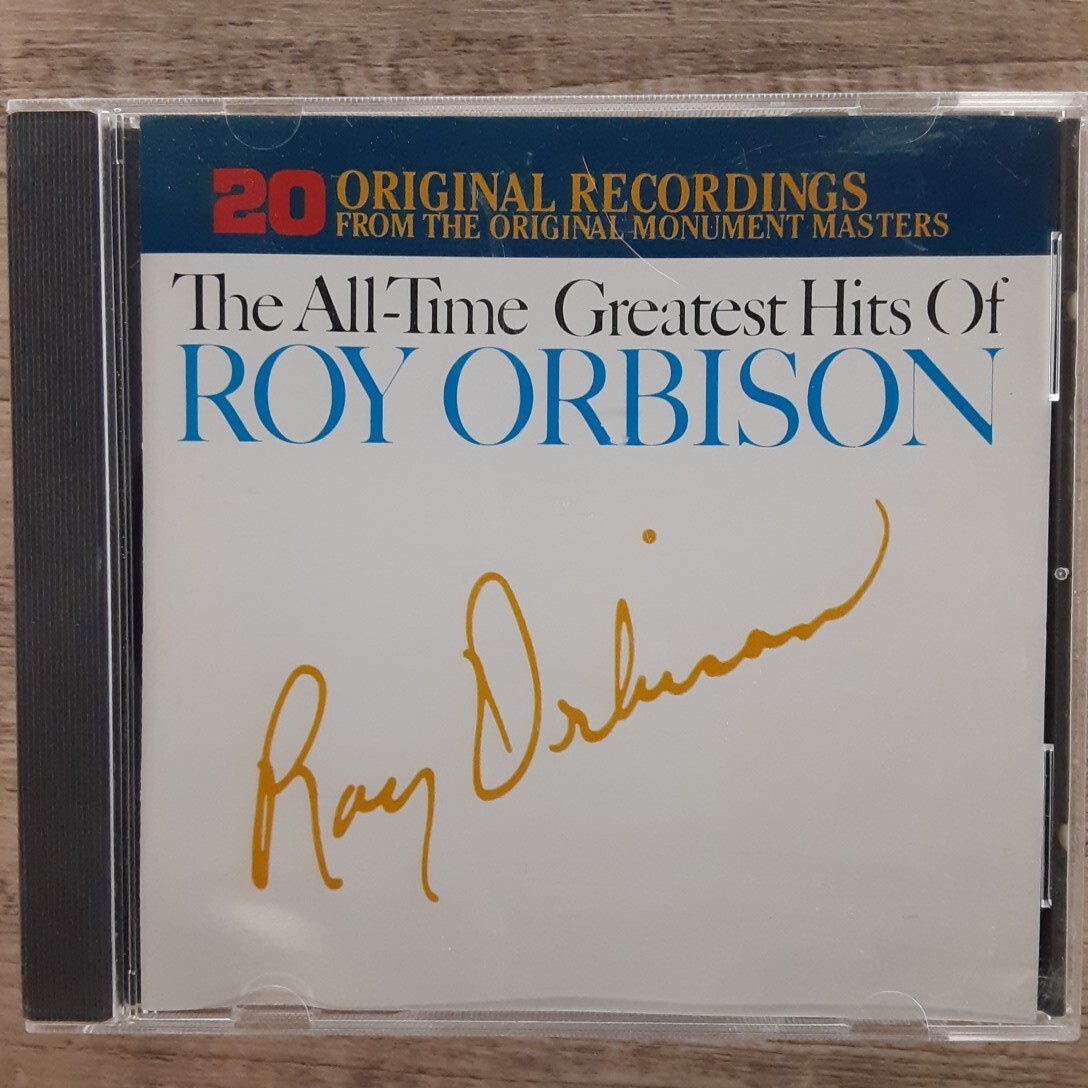 20 ORIGINAL RECORDINGS
FROM THE ORIGINAL MONUMENT MASTERS
The All-Time Greatest Hits Of
ROY ORBISON
Roy Orbison